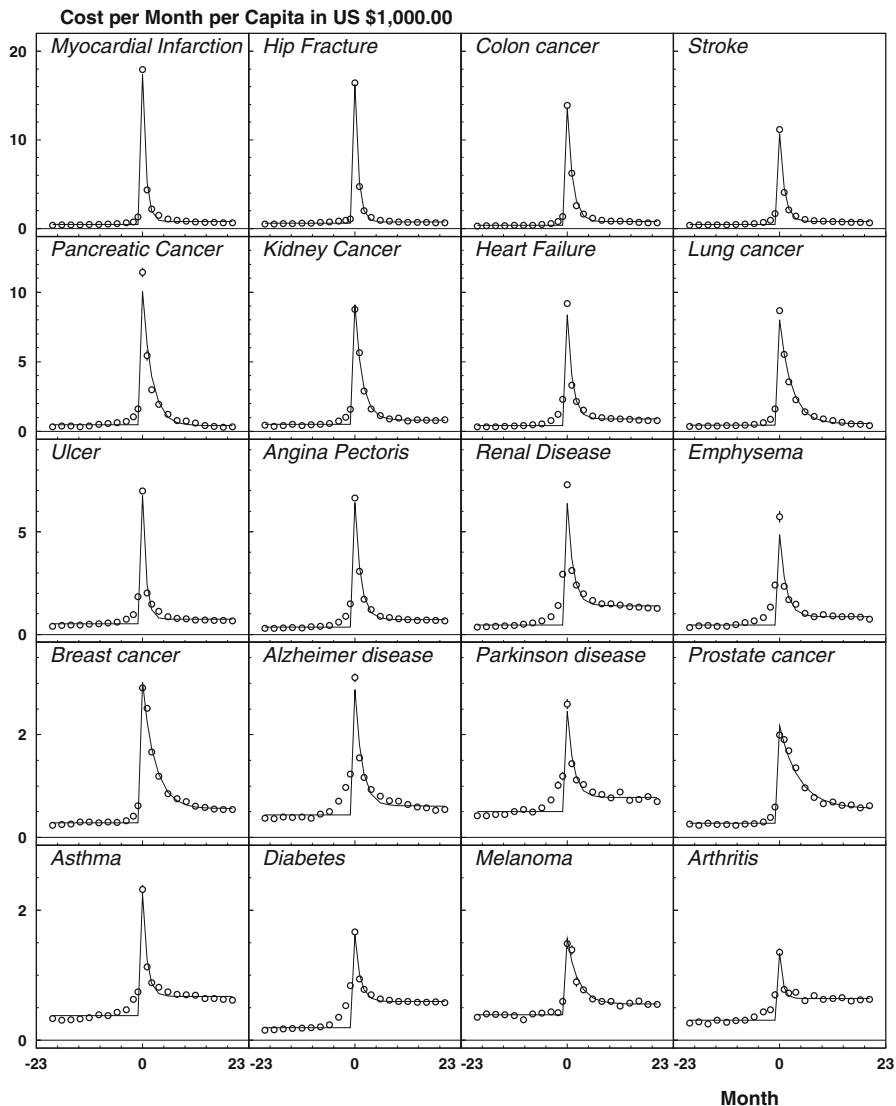 Cost per Month per Capita in US $1,000.00
Myocardial Infarction Hip Fracture Colon cancer Stroke
20
10
0
Pancreatic Cancer Kidney Cancer Heart Failure Lung cancer
10
5
0
Ulcer Angina Pectoris Renal Disease Emphysema
5
0
Breast cancer Alzheimer disease Parkinson disease Prostate cancer
2
0
Asthma Diabetes Melanoma Arthritis
2
0
-23 0 23 -23 0 23 -23 0 23 -23 0 23
Month